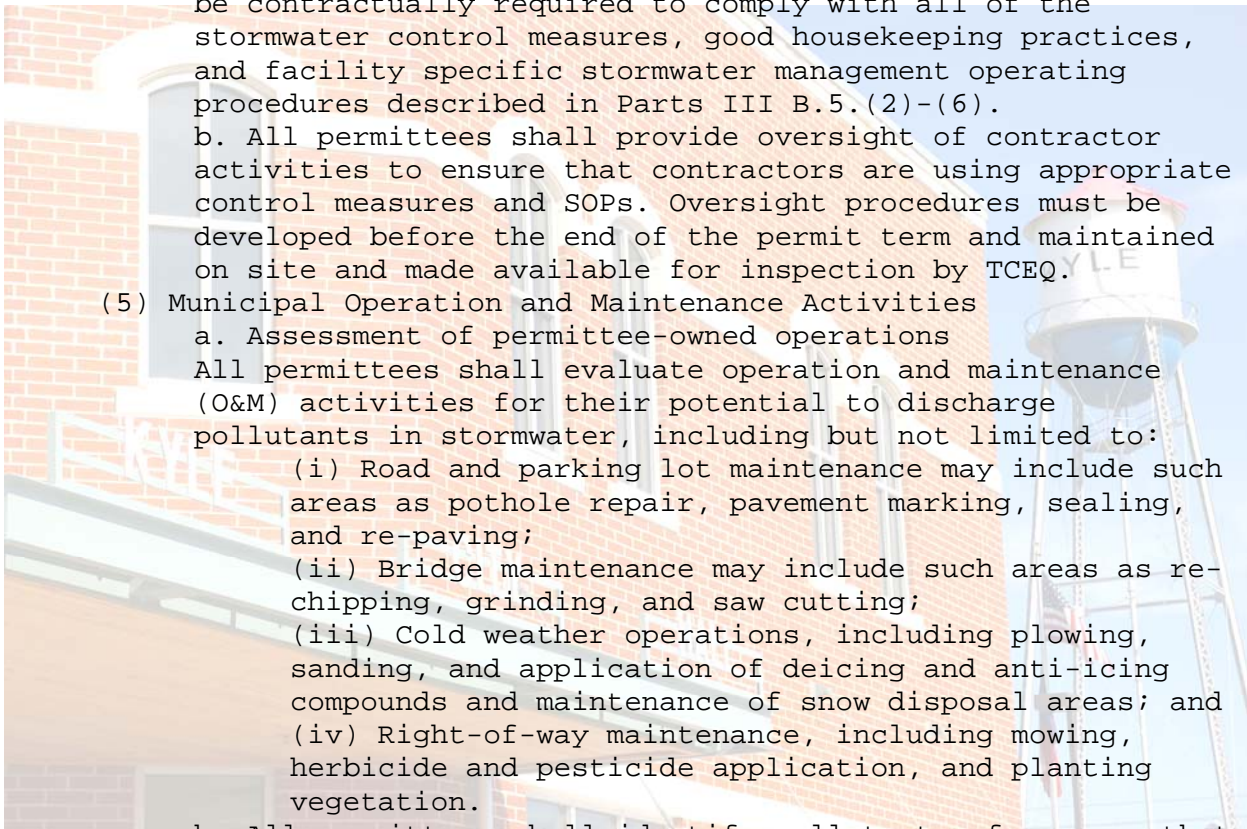 be contractually required to comply with all of the
stormwater control measures, good housekeeping practices,
and facility specific stormwater management operating
procedures described in Parts III B.5.(2)-(6).
b. All permittees shall provide oversight of contractor
activities to ensure that contractors are using appropriate
control measures and SOPs. Oversight procedures must be
developed before the end of the permit term and maintained
on site and made available for inspection by TCEQ.
(5) Municipal Operation and Maintenance Activities
a. Assessment of permittee-owned operations
All permittees shall evaluate operation and maintenance
(O&M) activities for their potential to discharge
pollutants in stormwater, including but not limited to:
(i) Road and parking lot maintenance may include such
areas as pothole repair, pavement marking, sealing,
and re-paving;
(ii) Bridge maintenance may include such areas as re-
chipping, grinding, and saw cutting;
(iii) Cold weather operations, including plowing,
sanding, and application of deicing and anti-icing
compounds and maintenance of snow disposal areas; and
(iv) Right-of-way maintenance, including mowing,
herbicide and pesticide application, and planting
vegetation.
KYLE
YLE
HALL